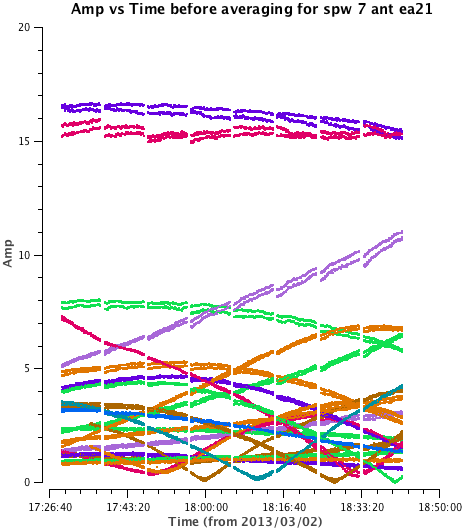 Amp vs Time before averaging for spw 7 ant ea21
20
15
10
5
0
Amp
17:26:40 17:43:20 18:00:00 18:16:40 18:33:20 18:50:00
Time (from 2013/03/02)